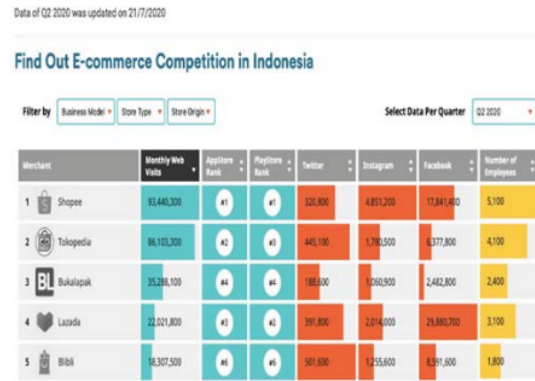 Data of Q2 2020 was updated on 21/7/2020
Find Out E-commerce Competition in Indonesia
Filter by Business Model Store Type Store Origin Select Data Per Quarter Q2 2020
Merchant Monthly Web Visits AppStore Rank PlayStore Rank Twitter Instagram Facebook Number of Employees
1 Shopee 93,440,300 #1 #1 320,800 4,851,200 17,841,400 5,100
2 Tokopedia 86,103,300 #2 #3 445,100 1,780,500 6,377,800 4,100
3 BL Bukalapak 35,288,100 #4 #4 188,600 1,060,900 2,482,800 2,400
4 Lazada 22,021,800 #3 #2 391,800 2,014,000 29,880,700 3,100
5 Blibli 18,307,500 #6 #6 501,600 1,255,600 8,591,600 1,800